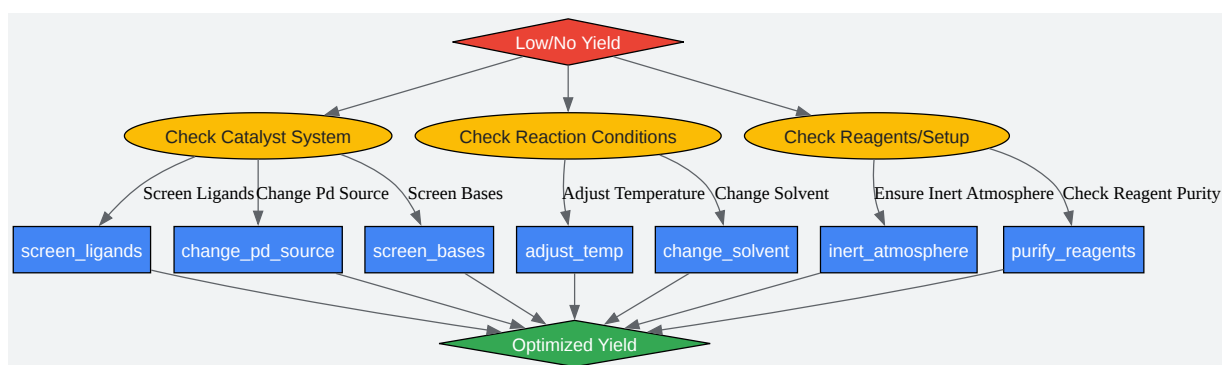 Low/No Yield
Check Catalyst System
Check Reaction Conditions
Check Reagents/Setup
Screen Ligands
Change Pd Source
Screen Bases
Adjust Temperature
Change Solvent
Ensure Inert Atmosphere
Check Reagent Purity
screen_ligands
change_pd_source
screen_bases
adjust_temp
change_solvent
inert_atmosphere
purify_reagents
Optimized Yield